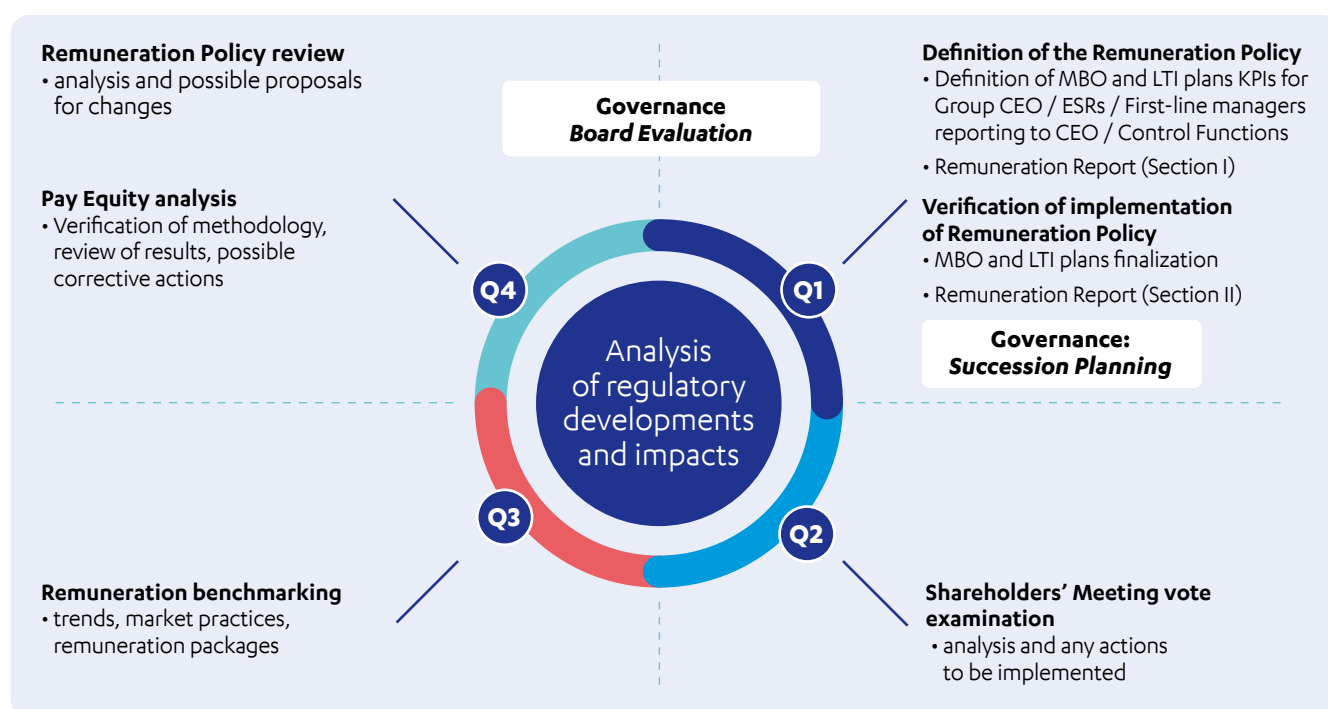 Remuneration Policy review
• analysis and possible proposals
for changes
Pay Equity analysis
• Verification of methodology,
review of results, possible
corrective actions
Governance
Board Evaluation
Definition of the Remuneration Policy
• Definition of MBO and LTI plans KPIs for
Group CEO / ESRs / First-line managers
reporting to CEO / Control Functions
• Remuneration Report (Section I)
Verification of implementation
of Remuneration Policy
• MBO and LTI plans finalization
• Remuneration Report (Section II)
Governance:
Succession Planning
Q4
Q1
Analysis
of regulatory
developments
and impacts
Q3
Q2
Remuneration benchmarking
• trends, market practices,
remuneration packages
Shareholders’ Meeting vote
examination
• analysis and any actions
to be implemented